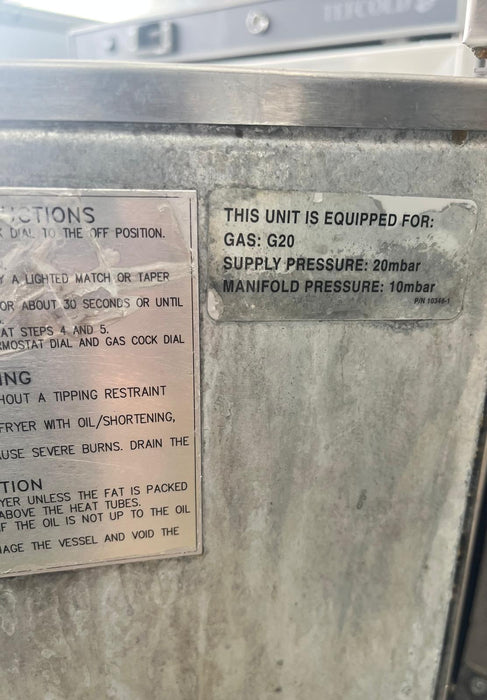 TEFCOLD
CTIONS
DIAL TO THE OFF POSITION.
A LIGHTED MATCH OR TAPER
OR ABOUT 30 SECONDS OR UNTIL
AT STEPS 4 AND 5.
MOSTAT DIAL AND GAS COCK DIAL
ING
HOUT A TIPPING RESTRAINT
FRYER WITH OIL/SHORTENING,
USE SEVERE BURNS. DRAIN THE
TION
YER UNLESS THE FAT IS PACKED
ABOVE THE HEAT TUBES.
F THE OIL IS NOT UP TO THE OIL
AGE THE VESSEL AND VOID THE
THIS UNIT IS EQUIPPED FOR:
GAS: G20
SUPPLY PRESSURE: 20mbar
MANIFOLD PRESSURE: 10mbar